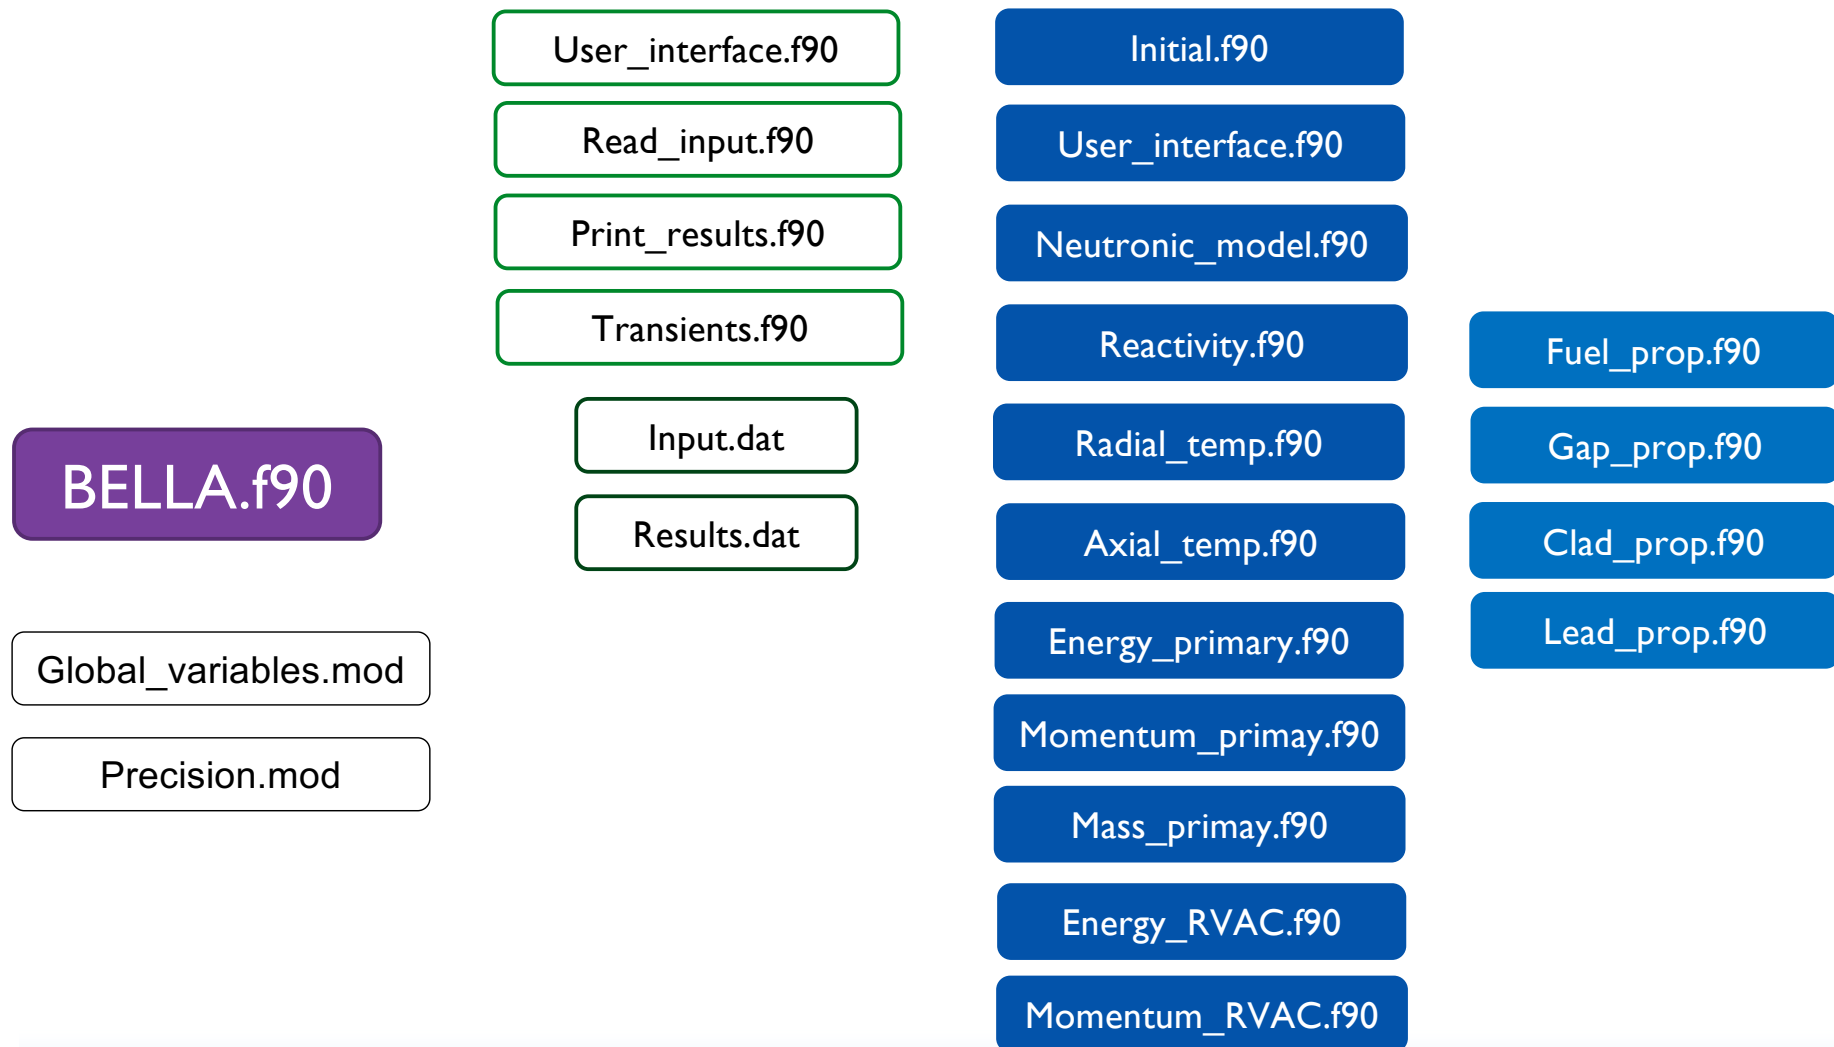 BELLA.f90
Global_variables.mod
Precision.mod
User_interface.f90
Read_input.f90
Print_results.f90
Transients.f90
Input.dat
Results.dat
Initial.f90
User_interface.f90
Neutronic_model.f90
Reactivity.f90
Radial_temp.f90
Axial_temp.f90
Energy_primary.f90
Momentum_primay.f90
Mass_primay.f90
Energy_RVAC.f90
Momentum_RVAC.f90
Fuel_prop.f90
Gap_prop.f90
Clad_prop.f90
Lead_prop.f90